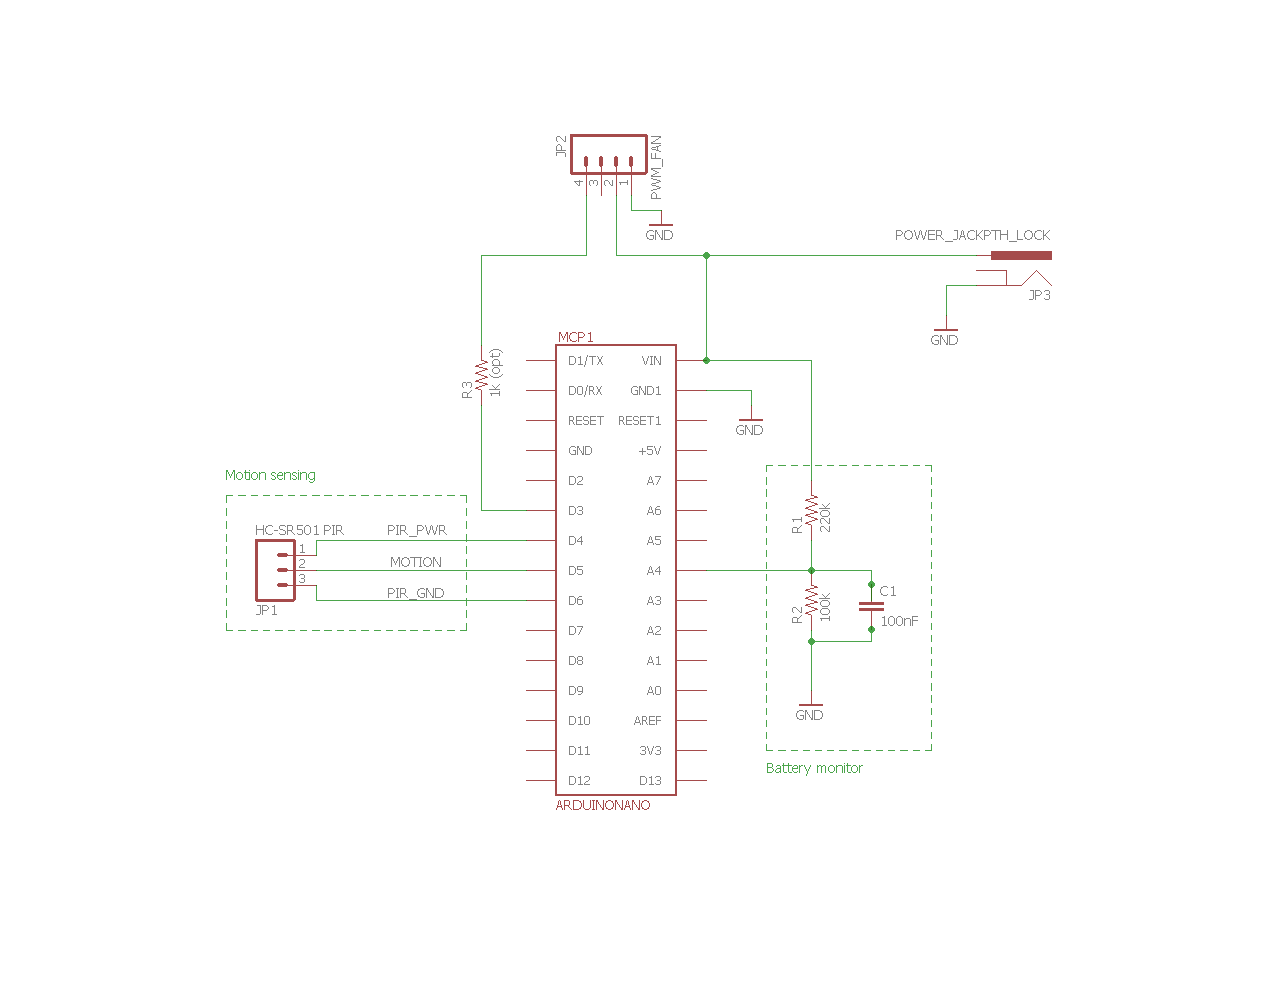 JP2
PWM_FAN
4
3
2
1
GND
POWER_JACKPTH_LOCK
JP3
GND
MCP1
R3
1k (opt)
D1/TX VIN
D0/RX GND1
RESET RESET1
GND +5V
D2 A7
D3 A6
D4 A5
D5 A4
D6 A3
D7 A2
D8 A1
D9 A0
D10 AREF
D11 3V3
D12 D13
ARDUINONANO
GND
Motion sensing
HC-SR501 PIR
PIR_PWR
1
2
3
MOTION
PIR_GND
JP1
R1
220k
R2
100k
C1
100nF
GND
Battery monitor